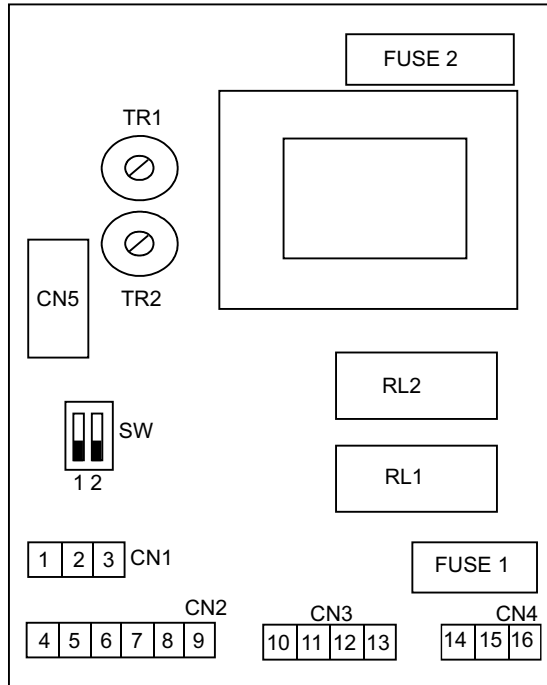 FUSE 2
TR1
TR2
CN5
RL2
SW
1 2
RL1
1 2 3 CN1
FUSE 1
CN2
4 5 6 7 8 9
CN3
10 11 12 13
CN4
14 15 16